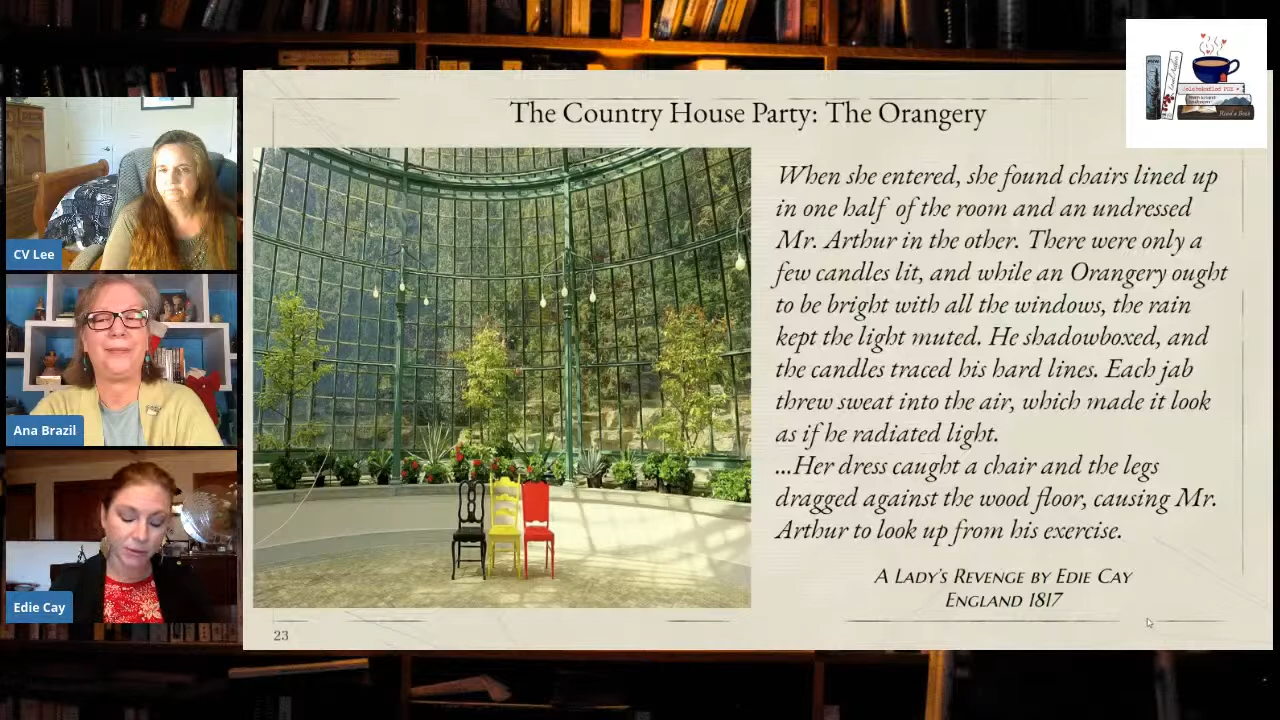 The Country House Party: The Orangery
When she entered, she found chairs lined up
in one half of the room and an undressed
Mr. Arthur in the other. There were only a
few candles lit, and while an Orangery ought
to be bright with all the windows, the rain
kept the light muted. He shadowboxed, and
the candles traced his hard lines. Each jab
threw sweat into the air, which made it look
as if he radiated light.
...Her dress caught a chair and the legs
dragged against the wood floor, causing Mr.
Arthur to look up from his exercise.
A Lady's Revenge by Edie Cay
England 1817
23
CV Lee
Ana Brazil
Edie Cay
Read a Book